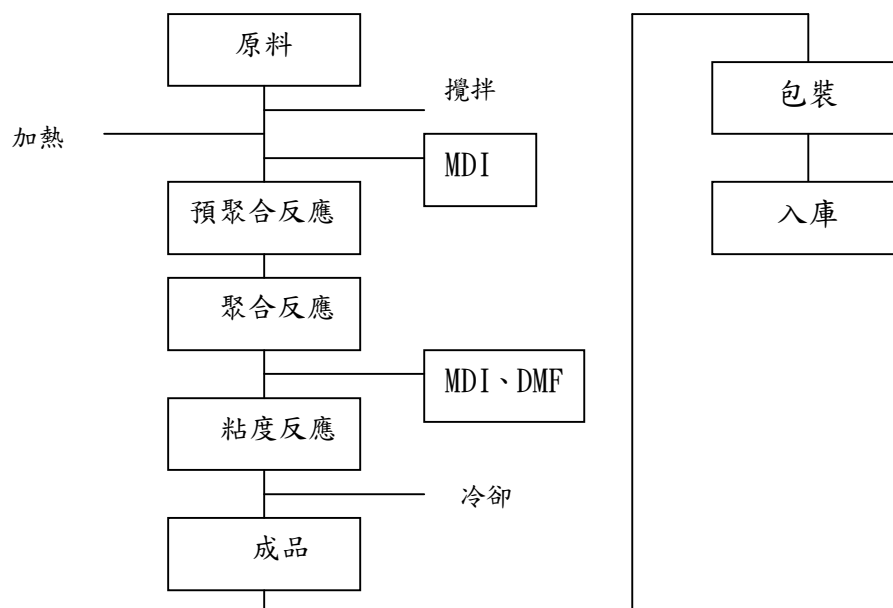 原料
攪拌
加熱
MDI
預聚合反應
聚合反應
MDI、DMF
粘度反應
冷卻
成品
包裝
入庫